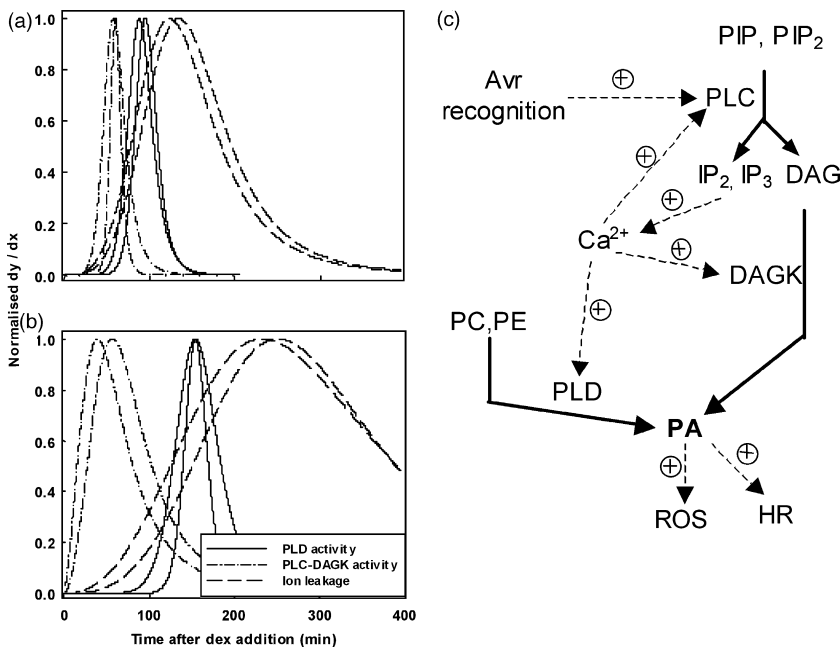 (a)
1.0
0.8
0.6
0.4
0.2
0.0
(b)
1.0
0.8
0.6
0.4
0.2
0.0
Normalised dy / dx
PLD activity
PLC-DAGK activity
Ion leakage
0 100 200 300 400
Time after dex addition (min)
(c)
PIP, PIP2
Avr
recognition
PLC
IP2, IP3 DAG
Ca2+
DAGK
PC,PE
PLD
PA
ROS
HR